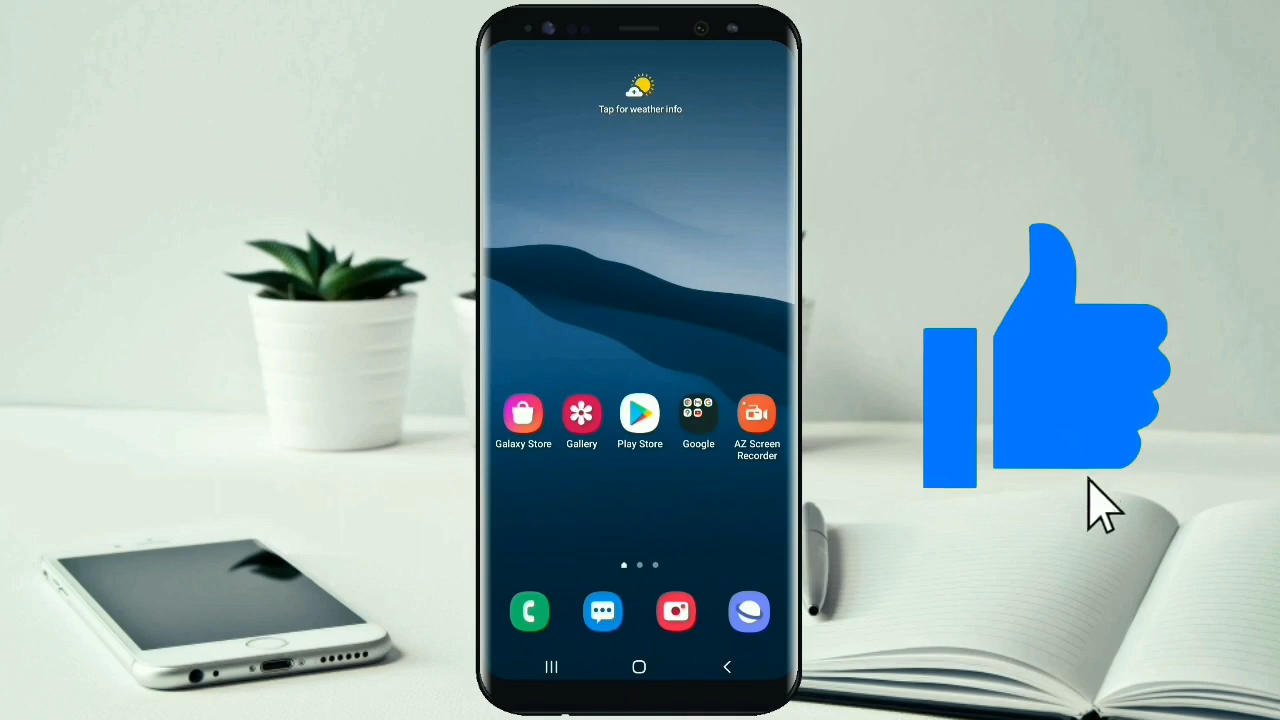 Tap for weather info
Galaxy Store
Gallery
Play Store
Google
AZ Screen
Recorder